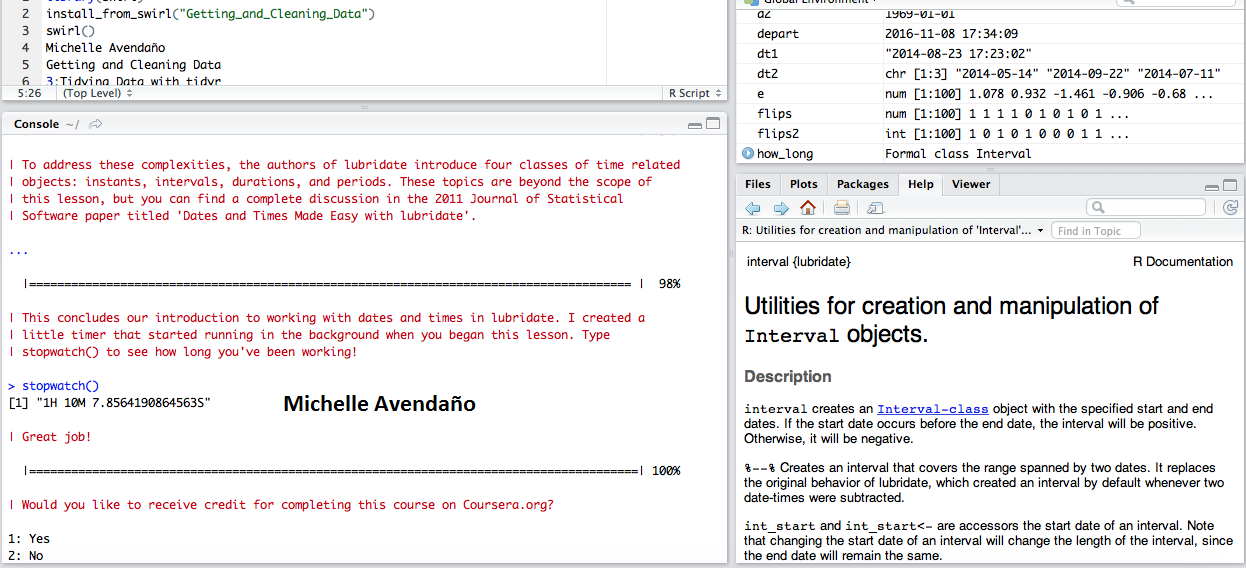 2 install_from_swirl("Getting_and_Cleaning_Data")
3 swirl()
4 Michelle Avendaño
5 Getting and Cleaning Data
6 3:Tidying Data with tidyr
5:26 (Top Level) R Script
Console ~/
| To address these complexities, the authors of lubridate introduce four classes of time related
| objects: instants, intervals, durations, and periods. These topics are beyond the scope of
| this lesson, but you can find a complete discussion in the 2011 Journal of Statistical
| Software paper titled 'Dates and Times Made Easy with lubridate'.
...
|===================================================================================== | 98%
| This concludes our introduction to working with dates and times in lubridate. I created a
| little timer that started running in the background when you began this lesson. Type
| stopwatch() to see how long you've been working!
> stopwatch()
[1] "1H 10M 7.8564190864563S"
Michelle Avendaño
| Great job!
|======================================================================================| 100%
| Would you like to receive credit for completing this course on Coursera.org?
1: Yes
2: No
Global Environment
d2 1969-01-01
depart 2016-11-08 17:34:09
dt1 "2014-08-23 17:23:02"
dt2 chr [1:3] "2014-05-14" "2014-09-22" "2014-07-11"
e num [1:100] 1.078 0.932 -1.461 -0.906 -0.68 ...
flips num [1:100] 1 1 1 1 0 1 0 1 0 1 ...
flips2 int [1:100] 1 0 1 0 1 0 0 0 1 1 ...
how_long Formal class Interval
Files Plots Packages Help Viewer
R: Utilities for creation and manipulation of 'Interval'... Find in Topic
interval {lubridate} R Documentation
Utilities for creation and manipulation of
Interval objects.
Description
interval creates an Interval-class object with the specified start and end
dates. If the start date occurs before the end date, the interval will be positive.
Otherwise, it will be negative.
%--% Creates an interval that covers the range spanned by two dates. It replaces
the original behavior of lubridate, which created an interval by default whenever two
date-times were subtracted.
int_start and int_start<- are accessors the start date of an interval. Note
that changing the start date of an interval will change the length of the interval, since
the end date will remain the same.